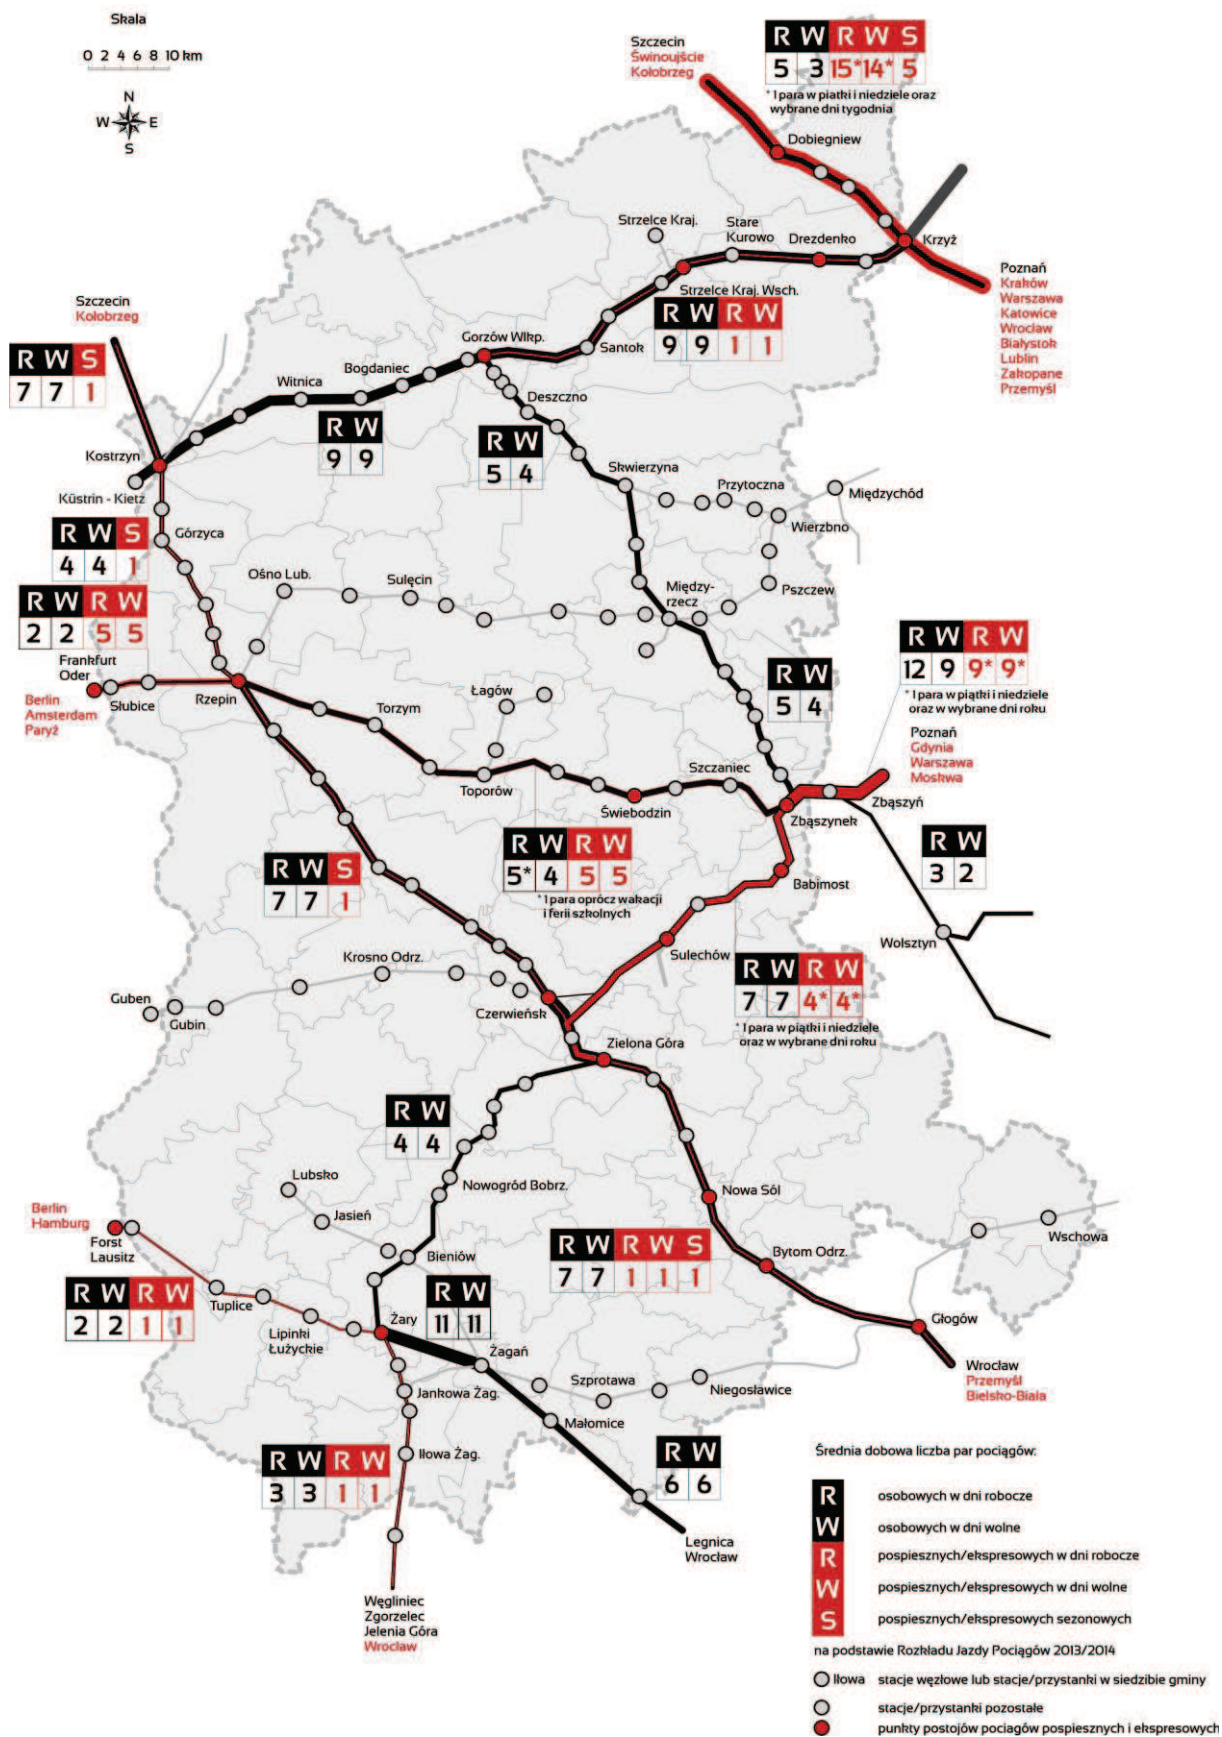 Skala
0 2 4 6 8 10 km
N
W E
S
Szczecin
Świnoujście
Kołobrzeg
R W R W S
5 3 15* 14* 5
* 1 para w piatki i niedziele oraz
wybrane dni tygodnia
Dobiegniew
Strzelce Kraj.
Stare
Kurowo
Drezdenko
Krzyż
Strzelce Kraj. Wsch.
Poznań
Kraków
Warszawa
Katowice
Wrocław
Białystok
Lublin
Zakopane
Przemyśl
R W R W
9 9 1 1
Szczecin
Kołobrzeg
R W S
7 7 1
Gorzów Wlkp.
Santok
Bogdaniec
Witnica
Deszczno
R W
9 9
R W
5 4
Kostrzyn
Küstrin - Kietz
Skwierzyna
Przytoczna
Międzychód
Wierzbno
R W S
4 4 1
Górzyca
Ośno Lub.
Sulęcin
Między-
rzecz
Pszczew
R W R W
2 2 5 5
Frankfurt
Oder
Berlin
Amsterdam
Paryż
Słubice
Rzepin
Łagów
Torzym
R W
5 4
R W R W
12 9 9* 9*
* 1 para w piątki i niedziele
oraz w wybrane dni roku
Poznań
Gdynia
Warszawa
Moskwa
Toporów
Szczaniec
Świebodzin
Zbąszynek
Zbąszyń
R W
3 2
R W R W
5* 4 5 5
* 1 para oprócz wakacji
i ferii szkolnych
R W S
7 7 1
Babimost
Wolsztyn
Sulechów
R W R W
7 7 4* 4*
* 1 para w piątki i niedziele
oraz w wybrane dni roku
Krosno Odrz.
Guben
Gubin
Czerwieńsk
Zielona Góra
R W
4 4
Lubsko
Jasień
Nowogród Bobrz.
Nowa Sól
Berlin
Hamburg
Forst
Lausitz
Bieniów
R W R W S
7 7 1 1 1
Bytom Odrz.
Wschowa
R W R W
2 2 1 1
Tuplice
Lipinki
Łużyckie
Żary
R W
11 11
Żagań
Głogów
Wrocław
Przemyśl
Bielsko-Biala
Jankowa Żag.
Szprotawa
Niegosławice
Małomice
Iłowa Żag.
R W R W
3 3 1 1
R W
6 6
Legnica
Wrocław
Węgliniec
Zgorzelec
Jelenia Góra
Wrocław
Średnia dobowa liczba par pociągów:
R osobowych w dni robocze
W osobowych w dni wolne
R pospiesznych/ekspresowych w dni robocze
W pospiesznych/ekspresowych w dni wolne
S pospiesznych/ekspresowych sezonowych
na podstawie Rozkładu Jazdy Pociągów 2013/2014
Iłowa stacje węzłowe lub stacje/przystanki w siedzibie gminy
stacje/przystanki pozostałe
punkty postojów pociagów pospiesznych i ekspresowych